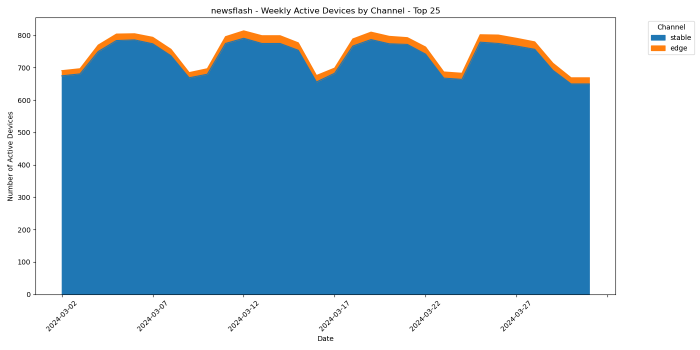 newsflash - Weekly Active Devices by Channel - Top 25
Channel
stable
edge
Number of Active Devices
800
700
600
500
400
300
200
100
0
2024-03-02
2024-03-07
2024-03-12
2024-03-17
2024-03-22
2024-03-27
Date